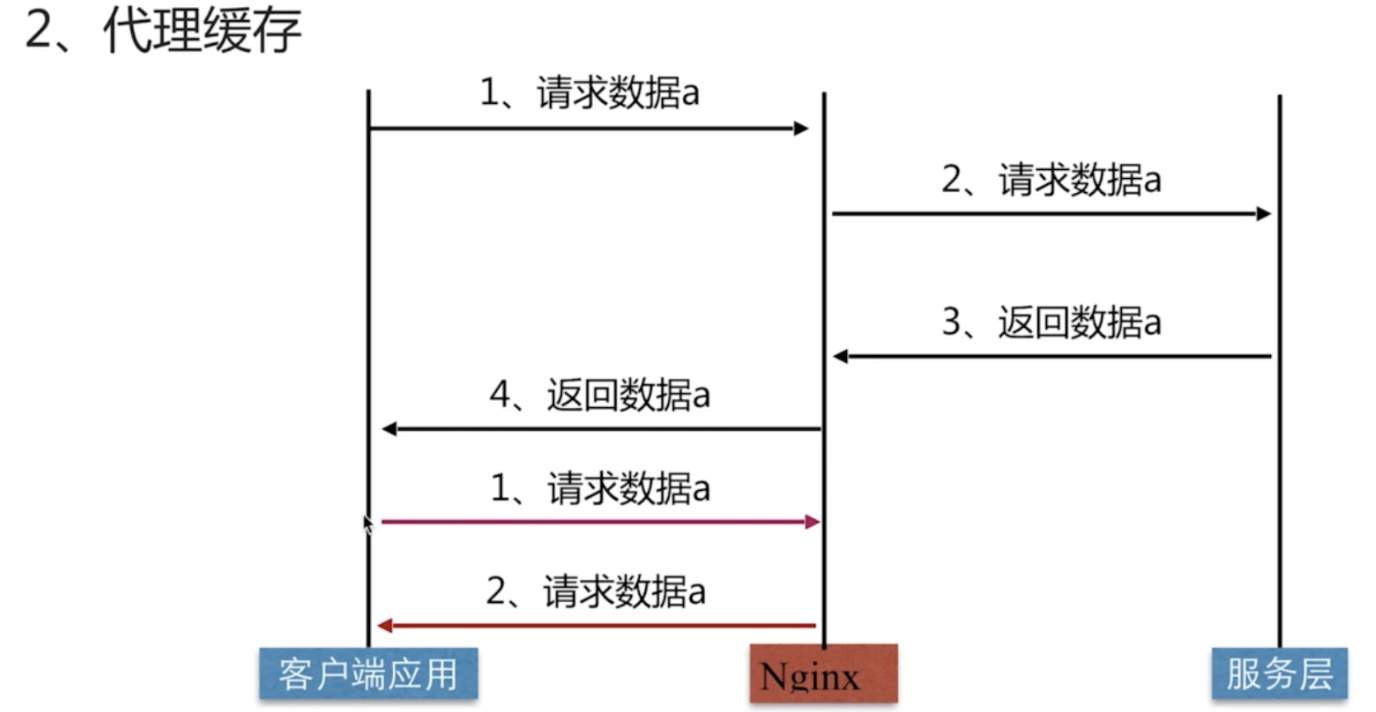 2、代理缓存
1、请求数据a
2、请求数据a
3、返回数据a
4、返回数据a
1、请求数据a
2、请求数据a
客户端应用
Nginx
服务层